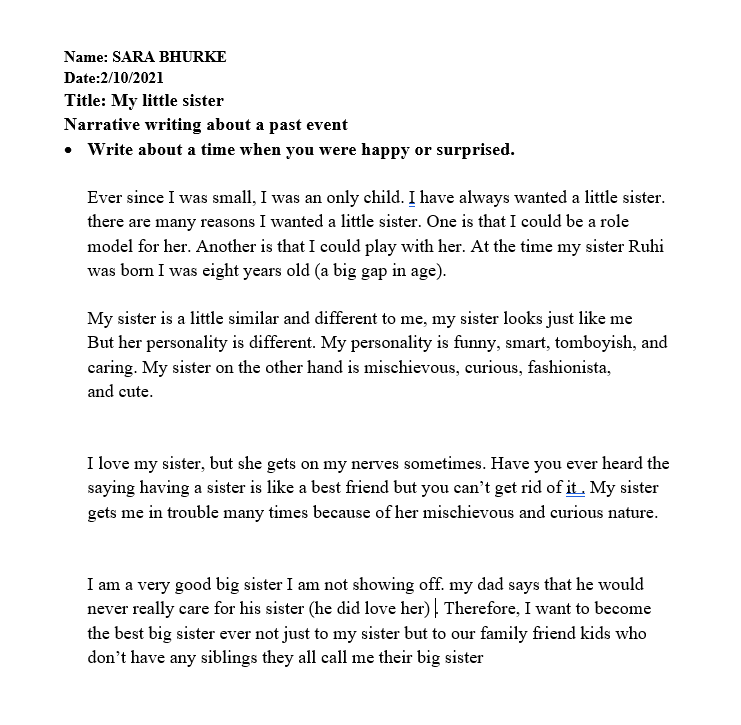 Name: SARA BHURKE
Date:2/10/2021
Title: My little sister
Narrative writing about a past event
• Write about a time when you were happy or surprised.
Ever since I was small, I was an only child. I have always wanted a little sister.
there are many reasons I wanted a little sister. One is that I could be a role
model for her. Another is that I could play with her. At the time my sister Ruhi
was born I was eight years old (a big gap in age).
My sister is a little similar and different to me, my sister looks just like me
But her personality is different. My personality is funny, smart, tomboyish, and
caring. My sister on the other hand is mischievous, curious, fashionista,
and cute.
I love my sister, but she gets on my nerves sometimes. Have you ever heard the
saying having a sister is like a best friend but you can’t get rid of it . My sister
gets me in trouble many times because of her mischievous and curious nature.
I am a very good big sister I am not showing off. my dad says that he would
never really care for his sister (he did love her) . Therefore, I want to become
the best big sister ever not just to my sister but to our family friend kids who
don’t have any siblings they all call me their big sister